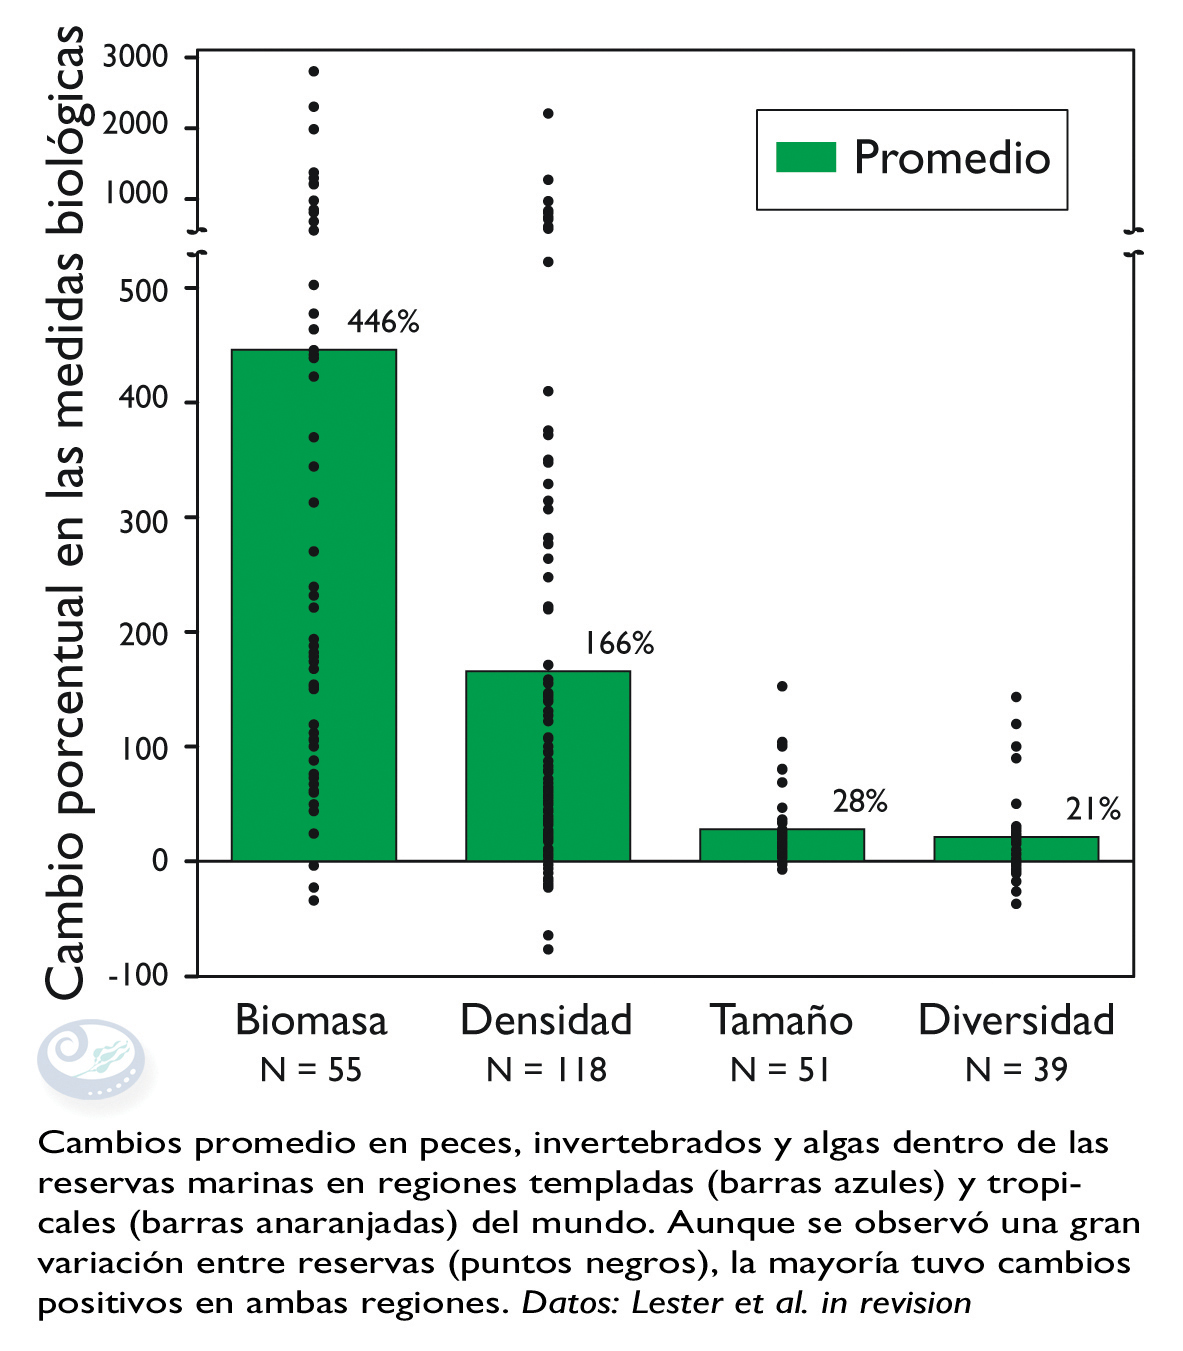 Cambio porcentual en las medidas biológicas
3000
2000
1000
500
400
300
200
100
0
-100
Promedio
446%
166%
28%
21%
Biomasa
N = 55
Densidad
N = 118
Tamaño
N = 51
Diversidad
N = 39
Cambios promedio en peces, invertebrados y algas dentro de las
reservas marinas en regiones templadas (barras azules) y tropi-
cales (barras anaranjadas) del mundo. Aunque se observó una gran
variación entre reservas (puntos negros), la mayoría tuvo cambios
positivos en ambas regiones. Datos: Lester et al. in revision